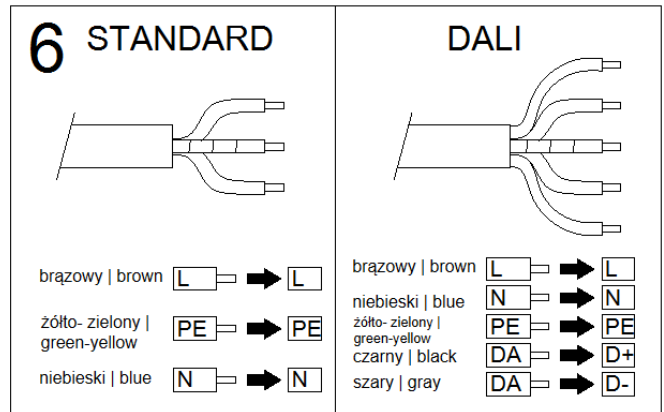 6 STANDARD
brązowy | brown L L
żółto- zielony |
green-yellow PE PE
niebieski | blue N N
DALI
brązowy | brown L L
niebieski | blue N N
żółto- zielony |
green-yellow PE PE
czarny | black DA D+
szary | gray DA D-